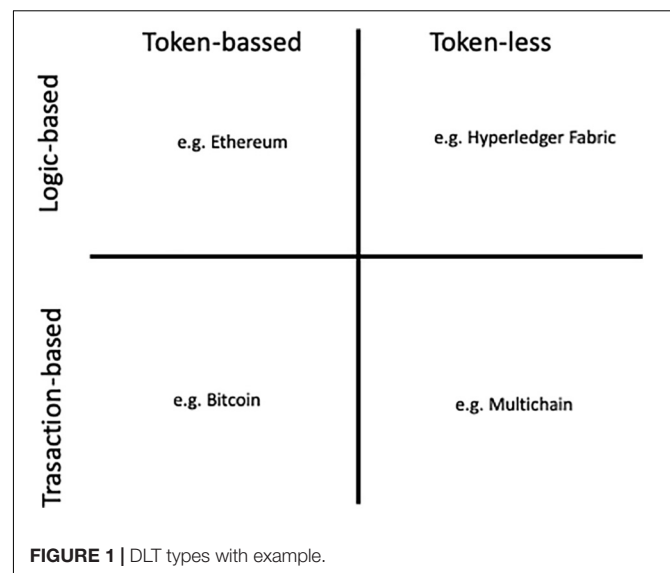 Token-bassed
Token-less
Logic-based
e.g. Ethereum
e.g. Hyperledger Fabric
Trasaction-based
e.g. Bitcoin
e.g. Multichain
FIGURE 1 | DLT types with example.